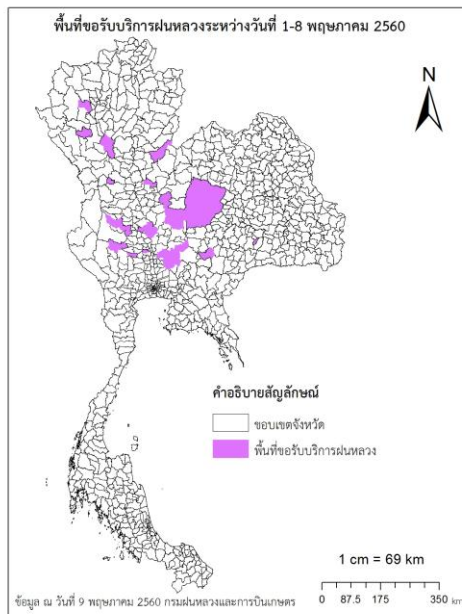 พื้นที่ขอรับบริการฝนหลวงระหว่างวันที่ 1-8 พฤษภาคม 2560
N
คำอธิบายสัญลักษณ์
ขอบเขตจังหวัด
พื้นที่ขอรับบริการฝนหลวง
1 cm = 69 km
ข้อมูล ณ วันที่ 9 พฤษภาคม 2560 กรมฝนหลวงและการบินเกษตร
0 87.5 175 350 km